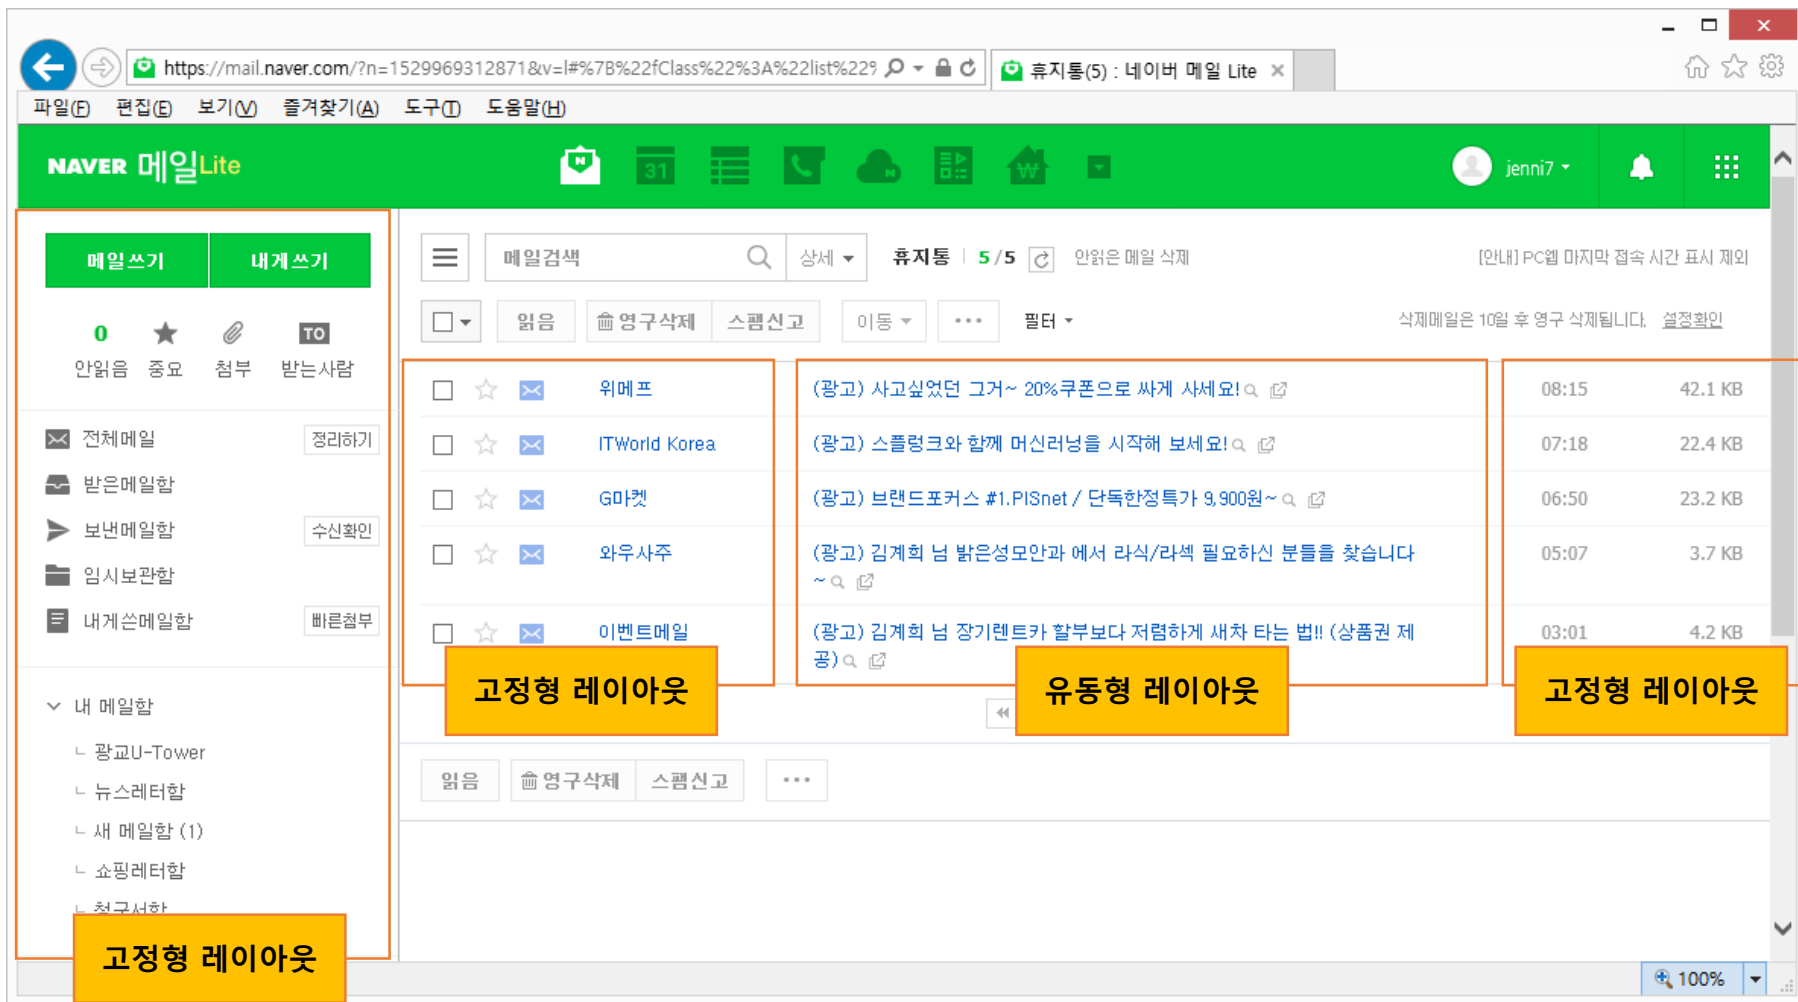 https://mail.naver.com/?n=1529969312871&v=l#%7B%22fClass%22%3A%22list%22%
휴지통(5) : 네이버 메일 Lite
파일(F) 편집(E) 보기(V) 즐겨찾기(A) 도구(T) 도움말(H)
NAVER 메일Lite
31
jenni7
메일쓰기 내게쓰기
메일검색 상세 휴지통 5/5 안읽은 메일 삭제 [안내] PC웹 마지막 접속 시간 표시 제외
0 TO
안읽음 중요 첨부 받는사람
읽음 영구삭제 스팸신고 이동 ··· 필터 삭제메일은 10일 후 영구 삭제됩니다. 설정확인
위메프 (광고) 사고싶었던 그거~ 20%쿠폰으로 싸게 사세요! 08:15 42.1 KB
ITWorld Korea (광고) 스플렁크와 함께 머신러닝을 시작해 보세요! 07:18 22.4 KB
G마켓 (광고) 브랜드포커스 #1.PISnet / 단독한정특가 9,900원~ 06:50 23.2 KB
와우사주 (광고) 김계희 님 밝은성모안과 에서 라식/라섹 필요하신 분들을 찾습니다
~ 05:07 3.7 KB
이벤트메일 (광고) 김계희 님 장기렌트카 할부보다 저렴하게 새차 타는 법!! (상품권 제
공) 03:01 4.2 KB
전체메일 정리하기
받은메일함
보낸메일함 수신확인
임시보관함
내게쓴메일함 빠른첨부
고정형 레이아웃
유동형 레이아웃
고정형 레이아웃
내 메일함
광교U-Tower
뉴스레터함
새 메일함 (1)
쇼핑레터함
청구서함
읽음 영구삭제 스팸신고 ···
고정형 레이아웃
100%